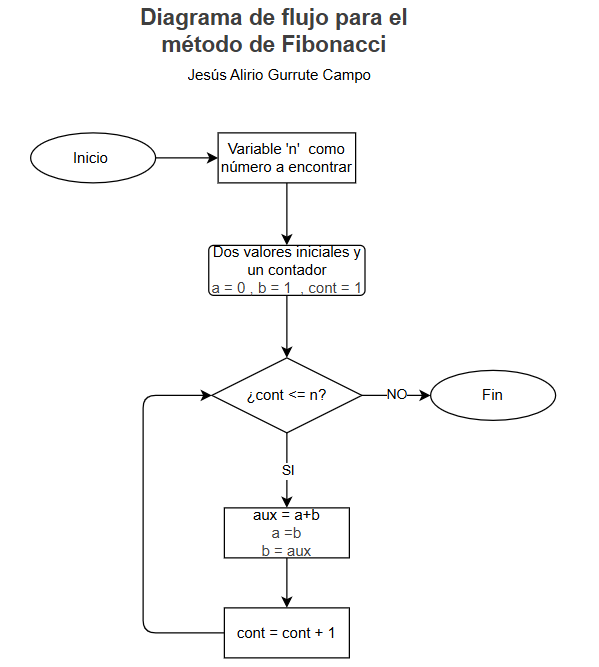 Diagrama de flujo para el
método de Fibonacci
Jesús Alirio Gurrute Campo
Inicio
Variable 'n'  como
número a encontrar
Dos valores iniciales y
un contador
a = 0 , b = 1  , cont = 1
¿cont <= n?
NO
Fin
SI
aux = a+b
a =b
b = aux
cont = cont + 1